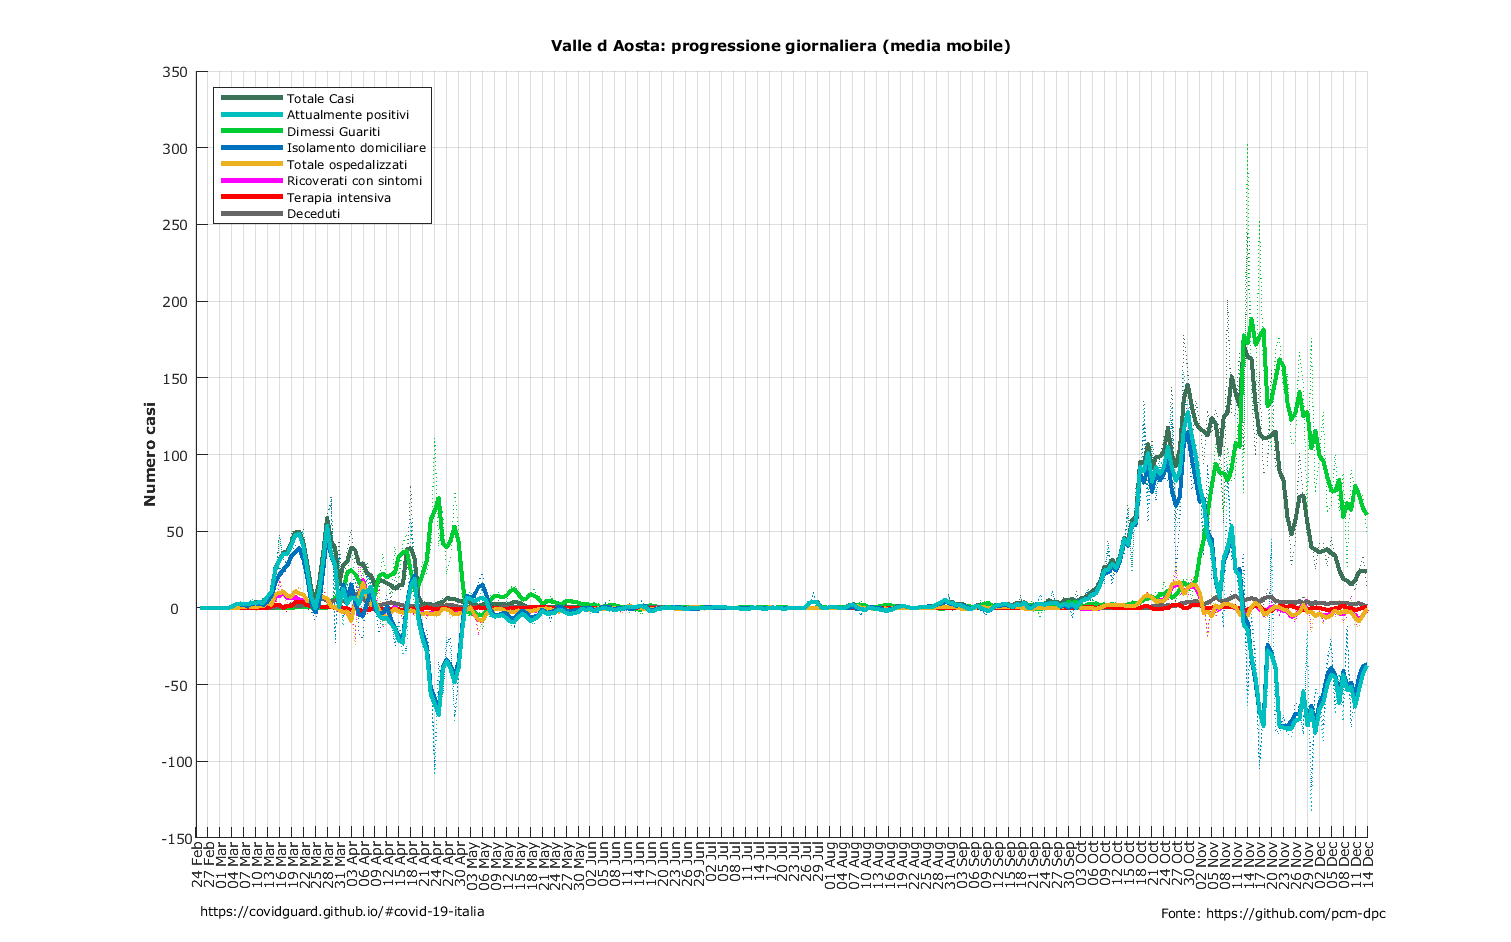 Valle d Aosta: progressione giornaliera (media mobile)
350
300
250
200
150
100
50
0
-50
-100
-150
Numero casi
Totale Casi
Attualmente positivi
Dimessi Guariti
Isolamento domiciliare
Totale ospedalizzati
Ricoverati con sintomi
Terapia intensiva
Deceduti
24 Feb
27 Feb
01 Mar
04 Mar
07 Mar
10 Mar
13 Mar
16 Mar
19 Mar
22 Mar
25 Mar
28 Mar
31 Mar
03 Apr
06 Apr
09 Apr
12 Apr
15 Apr
18 Apr
21 Apr
24 Apr
27 Apr
30 Apr
03 May
06 May
09 May
12 May
15 May
18 May
21 May
24 May
27 May
30 May
02 Jun
05 Jun
08 Jun
11 Jun
14 Jun
17 Jun
20 Jun
23 Jun
26 Jun
29 Jun
02 Jul
05 Jul
08 Jul
11 Jul
14 Jul
17 Jul
20 Jul
23 Jul
26 Jul
29 Jul
01 Aug
04 Aug
07 Aug
10 Aug
13 Aug
16 Aug
19 Aug
22 Aug
25 Aug
28 Aug
31 Aug
03 Sep
06 Sep
09 Sep
12 Sep
15 Sep
18 Sep
21 Sep
24 Sep
27 Sep
30 Sep
03 Oct
06 Oct
09 Oct
12 Oct
15 Oct
18 Oct
21 Oct
24 Oct
27 Oct
30 Oct
02 Nov
05 Nov
08 Nov
11 Nov
14 Nov
17 Nov
20 Nov
23 Nov
26 Nov
29 Nov
02 Dec
05 Dec
08 Dec
11 Dec
14 Dec
https://covidguard.github.io/#covid-19-italia
Fonte: https://github.com/pcm-dpc